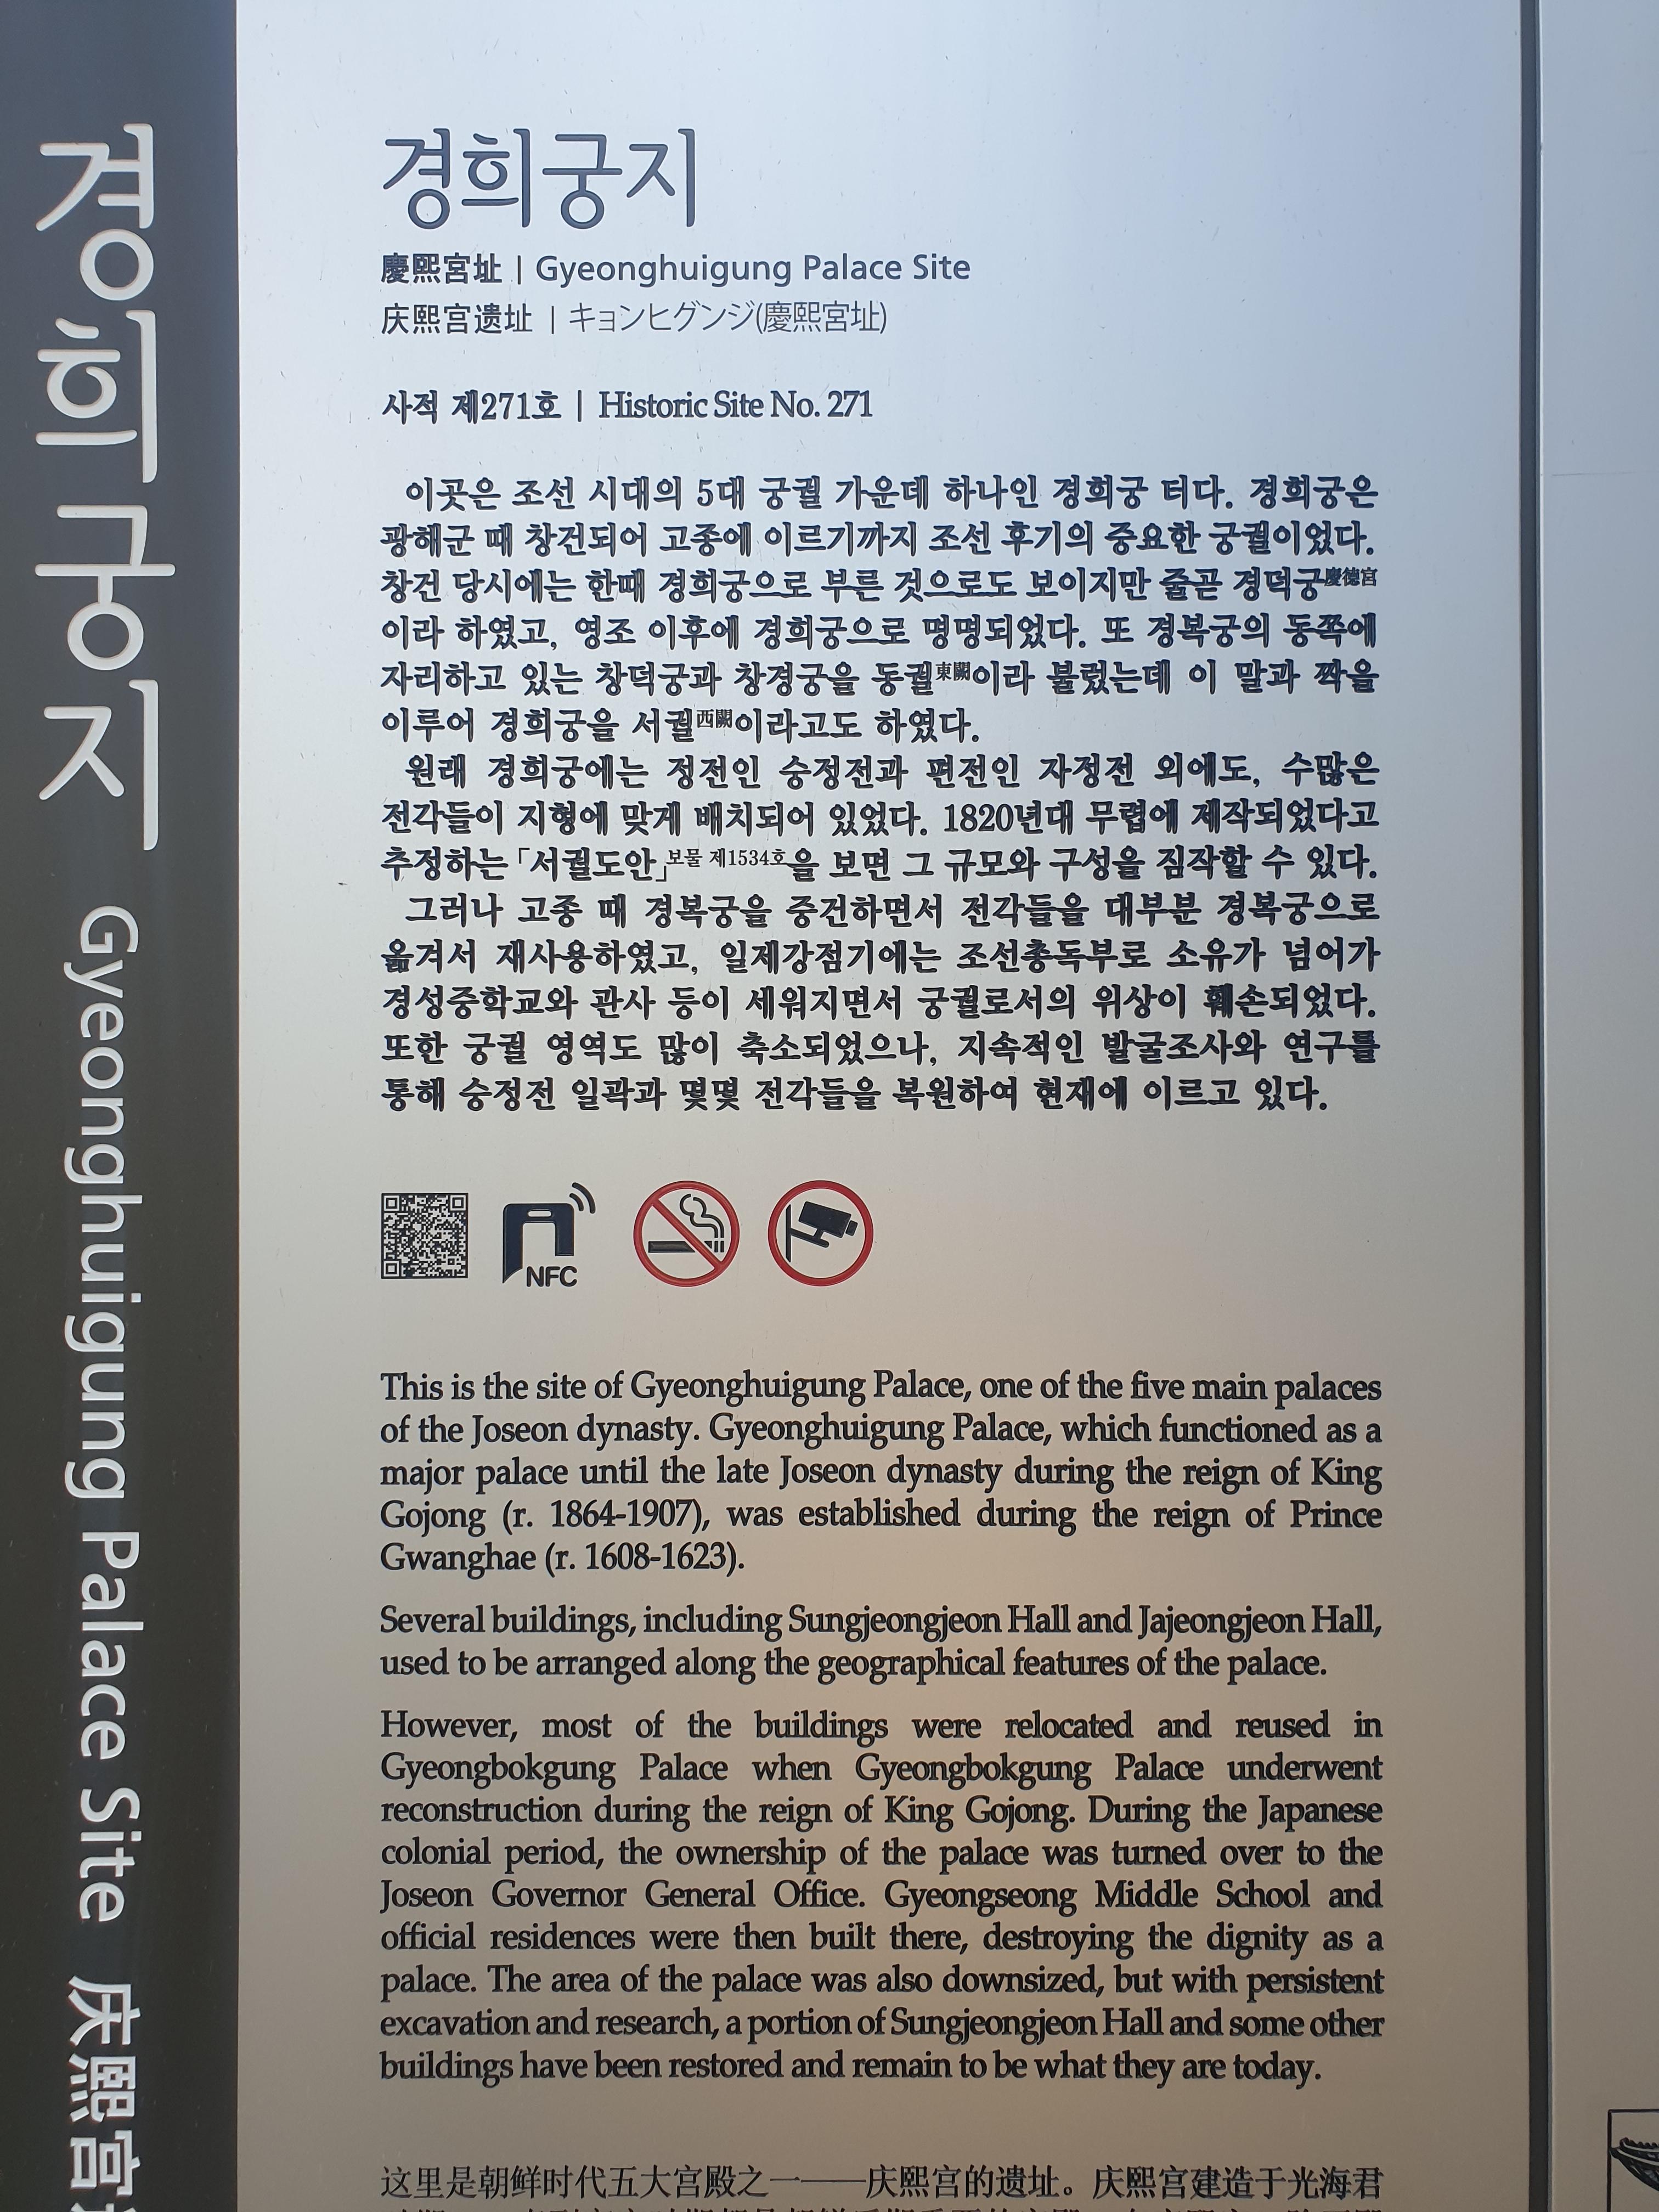 경희궁지 Gyeonghuigung Palace Site 庆熙宫
경희궁지
慶熙宮址 | Gyeonghuigung Palace Site
庆熙宫遗址 | キョンヒグンジ(慶熙宮址)
사적 제271호 | Historic Site No. 271
이곳은 조선 시대의 5대 궁궐 가운데 하나인 경희궁 터다. 경희궁은
광해군 때 창건되어 고종에 이르기까지 조선 후기의 중요한 궁궐이었다.
창건 당시에는 한때 경희궁으로 부른 것으로도 보이지만 줄곧 경덕궁慶德宮
이라 하였고, 영조 이후에 경희궁으로 명명되었다. 또 경복궁의 동쪽에
자리하고 있는 창덕궁과 창경궁을 동궐東闕이라 불렀는데 이 말과 짝을
이루어 경희궁을 서궐西闕이라고도 하였다.
원래 경희궁에는 정전인 숭정전과 편전인 자정전 외에도, 수많은
전각들이 지형에 맞게 배치되어 있었다. 1820년대 무렵에 제작되었다고
추정하는「서궐도안」보물 제1534호을 보면 그 규모와 구성을 짐작할 수 있다.
그러나 고종 때 경복궁을 중건하면서 전각들을 대부분 경복궁으로
옮겨서 재사용하였고, 일제강점기에는 조선총독부로 소유가 넘어가
경성중학교와 관사 등이 세워지면서 궁궐로서의 위상이 훼손되었다.
또한 궁궐 영역도 많이 축소되었으나, 지속적인 발굴조사와 연구를
통해 숭정전 일곽과 몇몇 전각들을 복원하여 현재에 이르고 있다.
NFC
This is the site of Gyeonghuigung Palace, one of the five main palaces
of the Joseon dynasty. Gyeonghuigung Palace, which functioned as a
major palace until the late Joseon dynasty during the reign of King
Gojong (r. 1864-1907), was established during the reign of Prince
Gwanghae (r. 1608-1623).
Several buildings, including Sungjeongjeon Hall and Jajeongjeon Hall,
used to be arranged along the geographical features of the palace.
However, most of the buildings were relocated and reused in
Gyeongbokgung Palace when Gyeongbokgung Palace underwent
reconstruction during the reign of King Gojong. During the Japanese
colonial period, the ownership of the palace was turned over to the
Joseon Governor General Office. Gyeongseong Middle School and
official residences were then built there, destroying the dignity as a
palace. The area of the palace was also downsized, but with persistent
excavation and research, a portion of Sungjeongjeon Hall and some other
buildings have been restored and remain to be what they are today.
这里是朝鲜时代五大宫殿之一——庆熙宫的遗址。庆熙宫建造于光海君